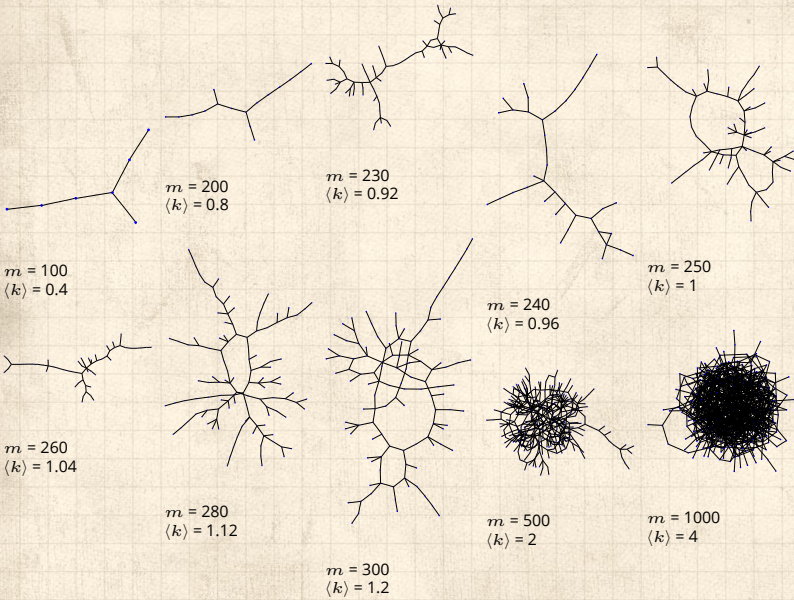 m = 200
⟨k⟩ = 0.8
m = 230
⟨k⟩ = 0.92
m = 100
⟨k⟩ = 0.4
m = 240
⟨k⟩ = 0.96
m = 250
⟨k⟩ = 1
m = 260
⟨k⟩ = 1.04
m = 280
⟨k⟩ = 1.12
m = 300
⟨k⟩ = 1.2
m = 500
⟨k⟩ = 2
m = 1000
⟨k⟩ = 4